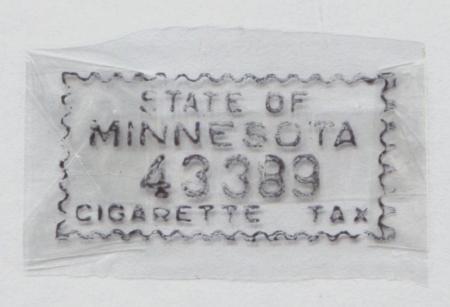 STATE OF
MINNESOTA
43389
CIGARETTE TAX